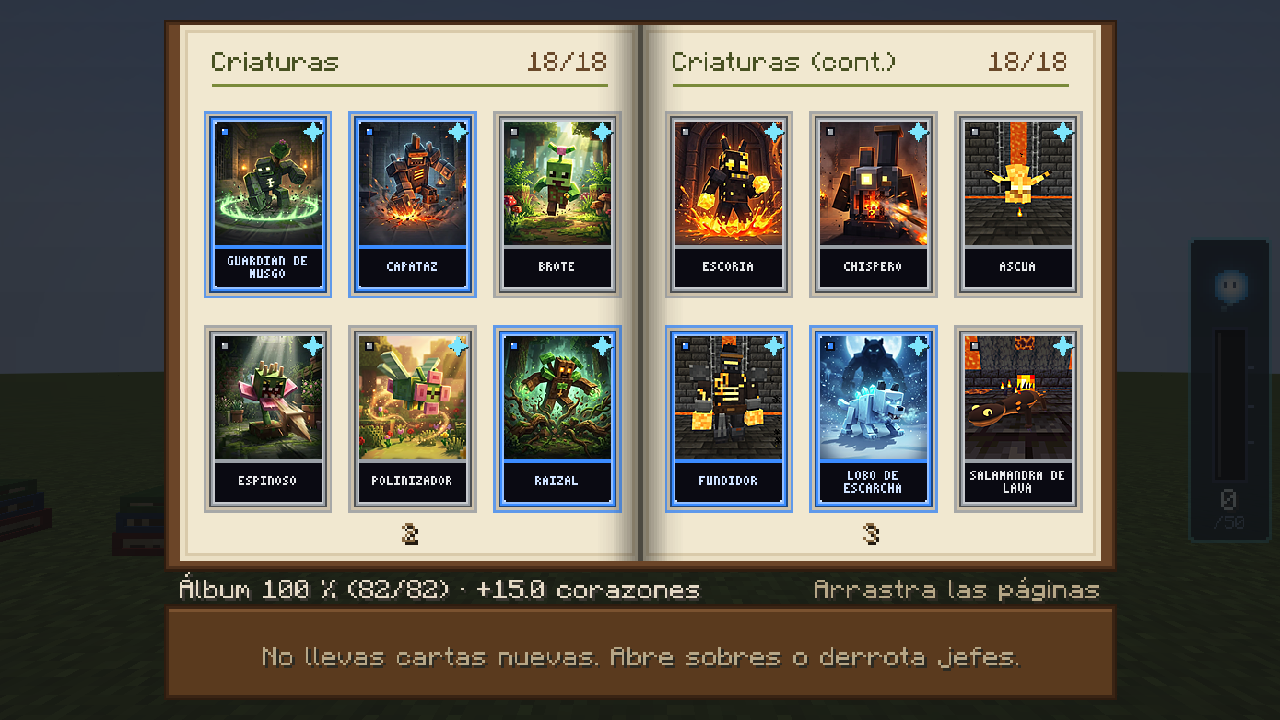 Criaturas 18/18
GUARDIAN DE
MUSGO
CAPATAZ
BROTE
ESPINOSO
POLINIZADOR
RAIZAL
2
Criaturas (cont.) 18/18
ESCORIA
CHISPERO
ASCUA
FUNDIDOR
LOBO DE
ESCARCHA
SALAMANDRA DE
LAVA
3
0
/50
Álbum 100 % (82/82) · +15.0 corazones
Arrastra las páginas
No llevas cartas nuevas. Abre sobres o derrota jefes.